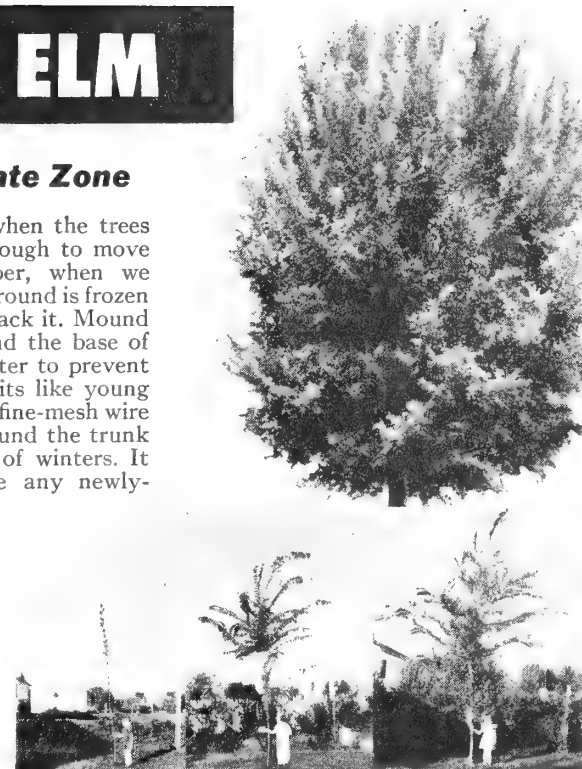 ELM
ate Zone
when the trees
ough to move
ber, when we
round is frozen
ack it. Mound
nd the base of
ter to prevent
its like young
fine-mesh wire
und the trunk
of winters. It
e any newly-